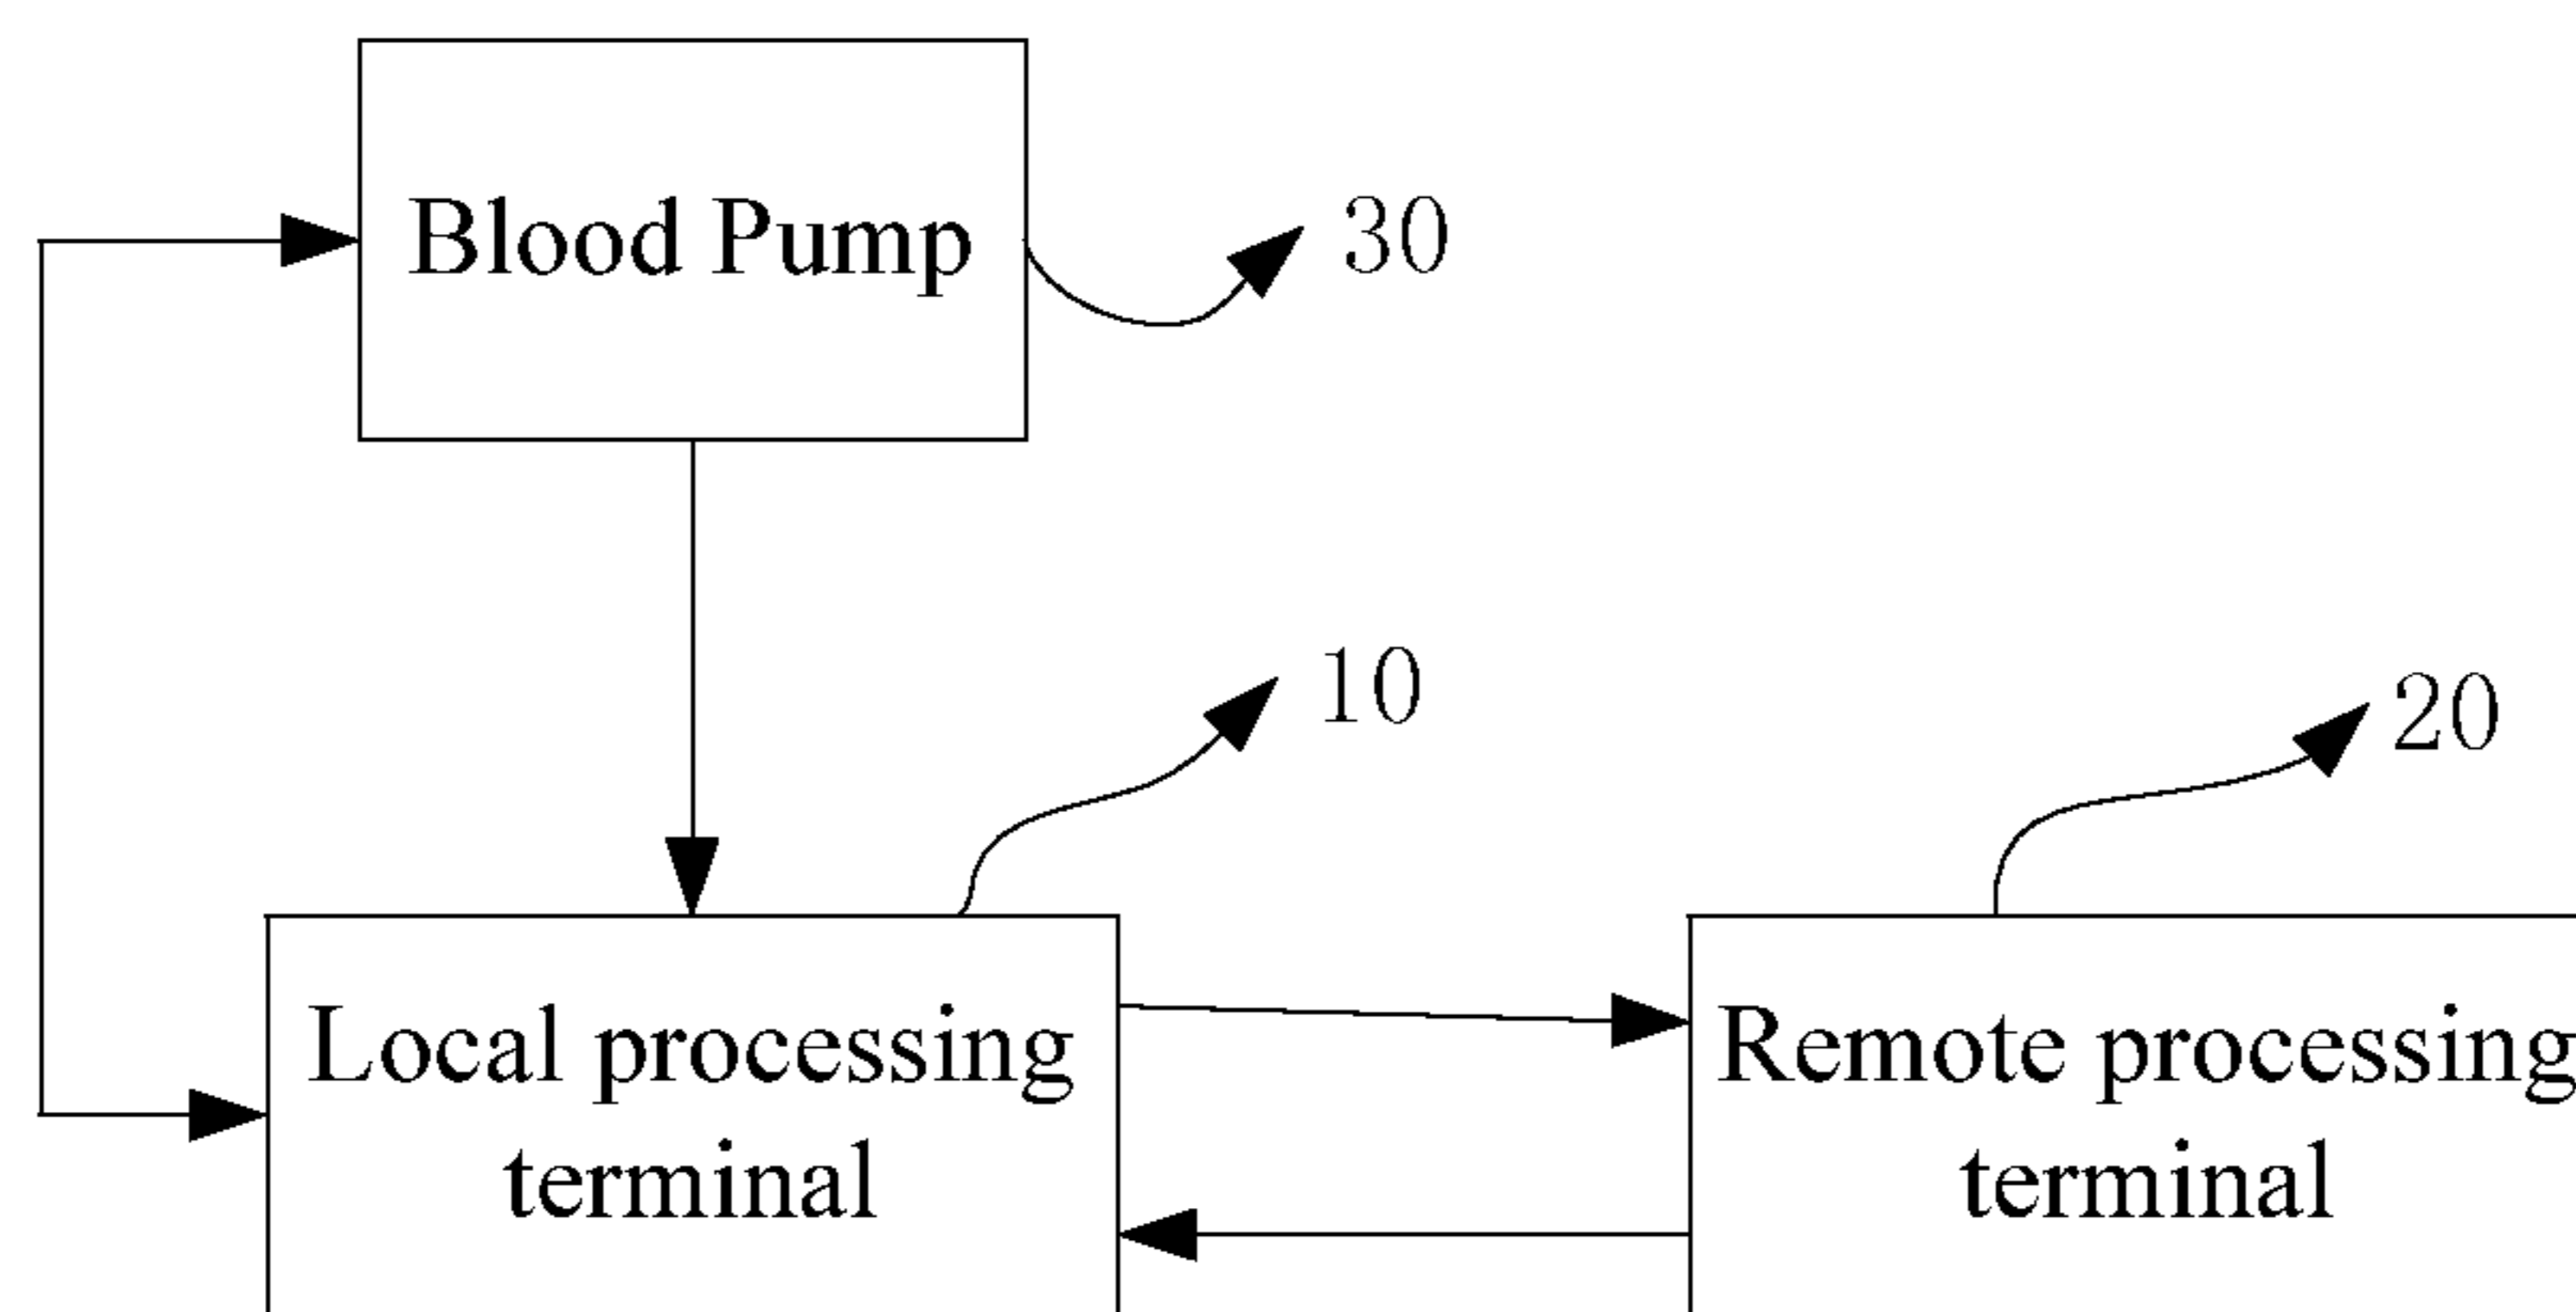 Blood Pump
30
10
20
Local processing
terminal
Remote processing
terminal